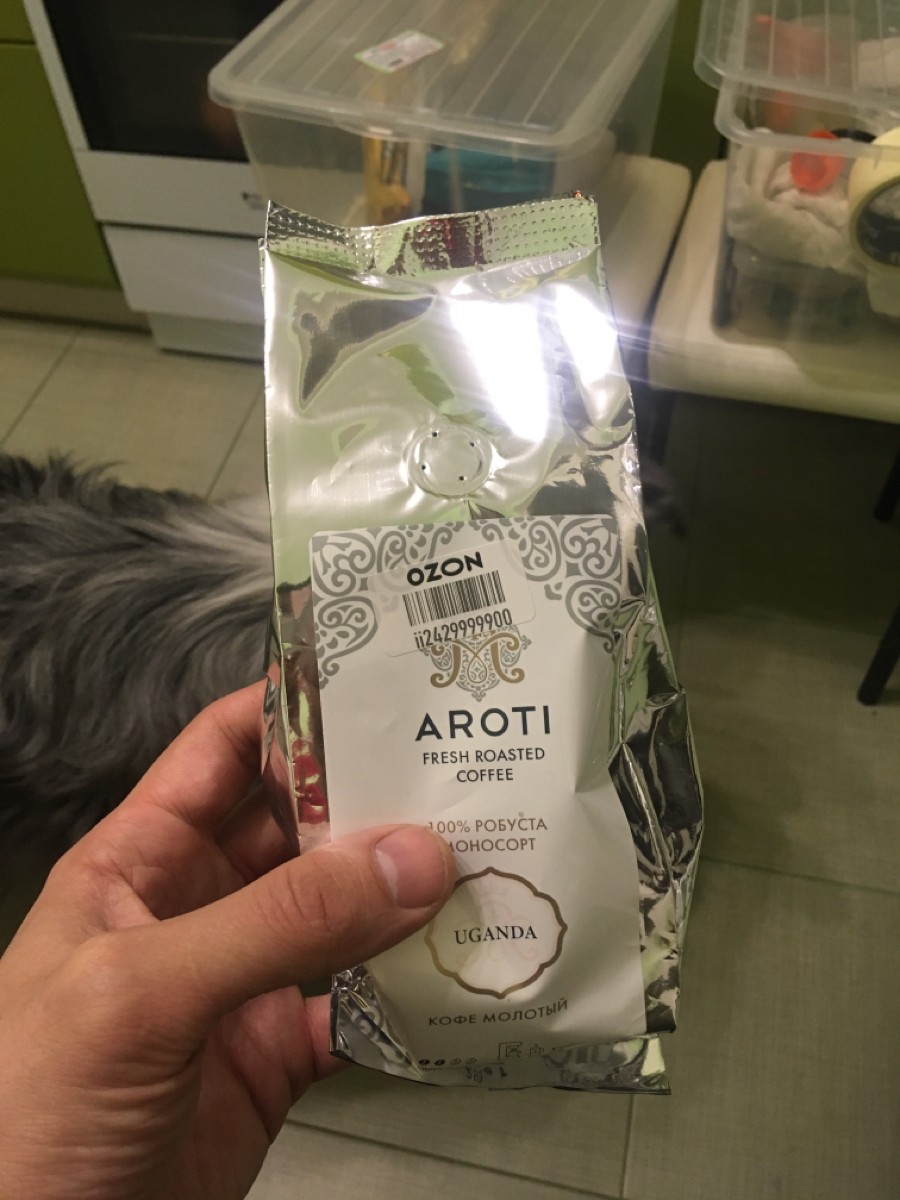 OZON
ii2429999900
AROTI
FRESH ROASTED
COFFEE
100% РОБУСТА
МОНОСОРТ
UGANDA
КОФЕ МОЛОТЫЙ